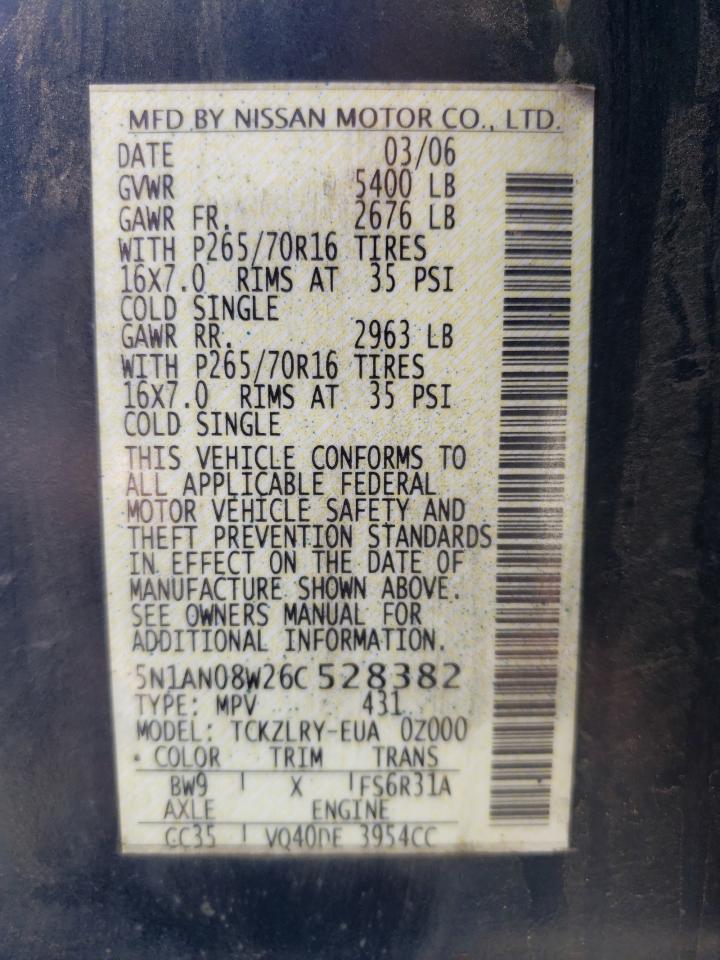 MFD BY NISSAN MOTOR CO., LTD.
DATE 03/06
GVWR 5400 LB
GAWR FR. 2676 LB
WITH P265/70R16 TIRES
16X7.0 RIMS AT 35 PSI
COLD SINGLE
GAWR RR. 2963 LB
WITH P265/70R16 TIRES
16X7.0 RIMS AT 35 PSI
COLD SINGLE
THIS VEHICLE CONFORMS TO
ALL APPLICABLE FEDERAL
MOTOR VEHICLE SAFETY AND
THEFT PREVENTION STANDARDS
IN EFFECT ON THE DATE OF
MANUFACTURE SHOWN ABOVE.
SEE OWNERS MANUAL FOR
ADDITIONAL INFORMATION.
5N1AN08W26C 528382
TYPE: MPV 431
MODEL: TCKZLRY-EUA 0Z000
COLOR TRIM TRANS
BW9 X FS6R31A
AXLE ENGINE
CC35 VQ40DE 3954CC